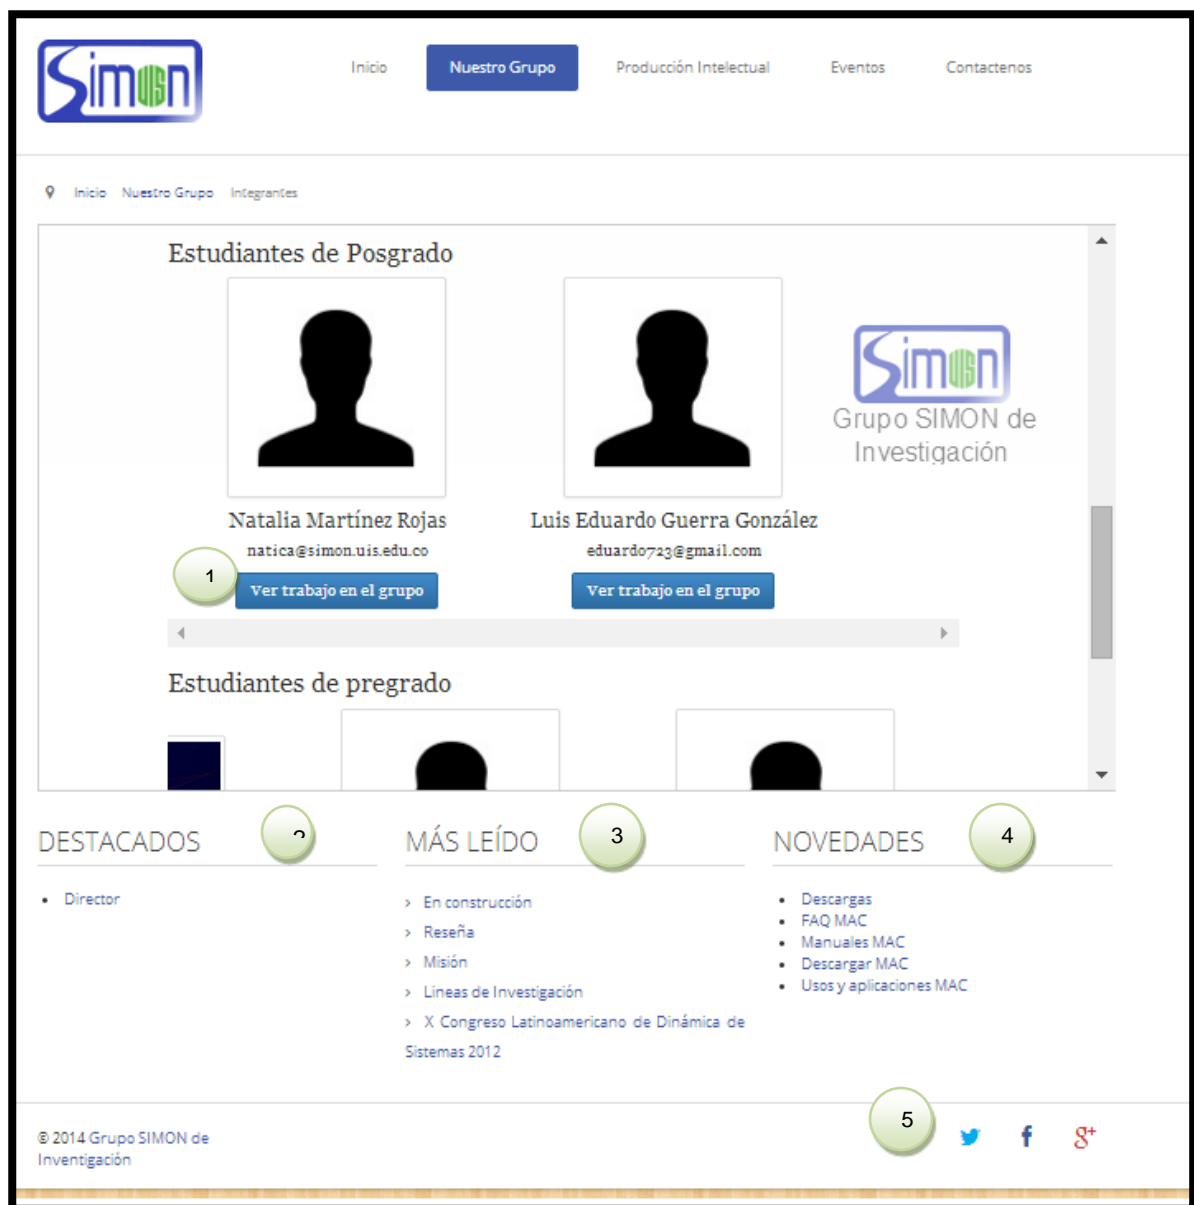 Simon
Inicio Nuestro Grupo Producción Intelectual Eventos Contactenos
Inicio Nuestro Grupo Integrantes
Estudiantes de Posgrado
Simon
Grupo SIMON de
Investigación
Natalia Martínez Rojas Luis Eduardo Guerra González
natica@simon.uis.edu.co eduardo723@gmail.com
1
Ver trabajo en el grupo Ver trabajo en el grupo
Estudiantes de pregrado
DESTACADOS 2 MÁS LEÍDO 3 NOVEDADES 4
• Director
> En construcción
> Reseña
> Misión
> Lineas de Investigación
> X Congreso Latinoamericano de Dinámica de
Sistemas 2012
• Descargas
• FAQ MAC
• Manuales MAC
• Descargar MAC
• Usos y aplicaciones MAC
© 2014 Grupo SIMON de
Inventigación
5
f g+